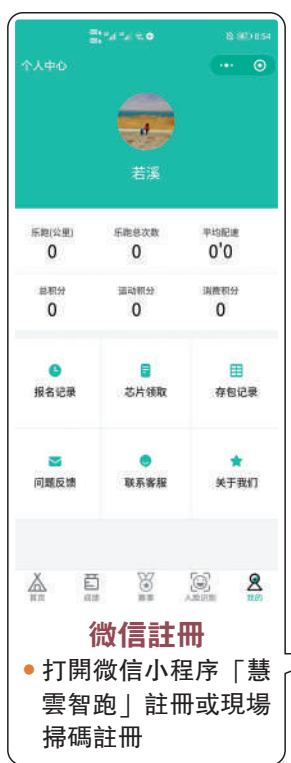 8:54
个人中心
若溪
乐跑(公里) 乐跑总次数 平均配速
0 0 0'0
总积分 运动积分 消费积分
0 0 0
报名记录 芯片领取 存包记录
问题反馈 联系客服 关于我们
首页 成绩 赛事 人脸识别 我的
微信註冊
• 打開微信小程序「慧
雲智跑」註冊或現場
掃碼註冊